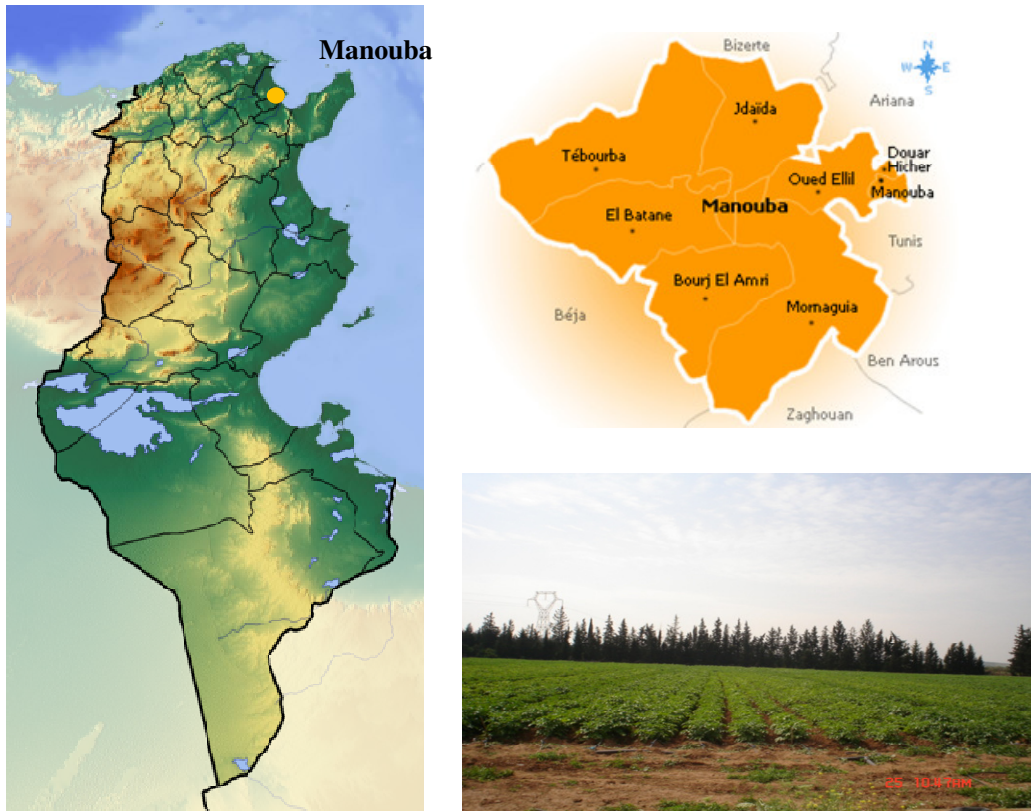 Manouba
Bizerte
N
W E
S
Ariana
Jdaïda
Tébourba
Douar
Hicher
Oued Ellil
Manouba
El Batane
Manouba
Tunis
Bourj El Amri
Béja
Mornaguia
Ben Arous
Zaghouan